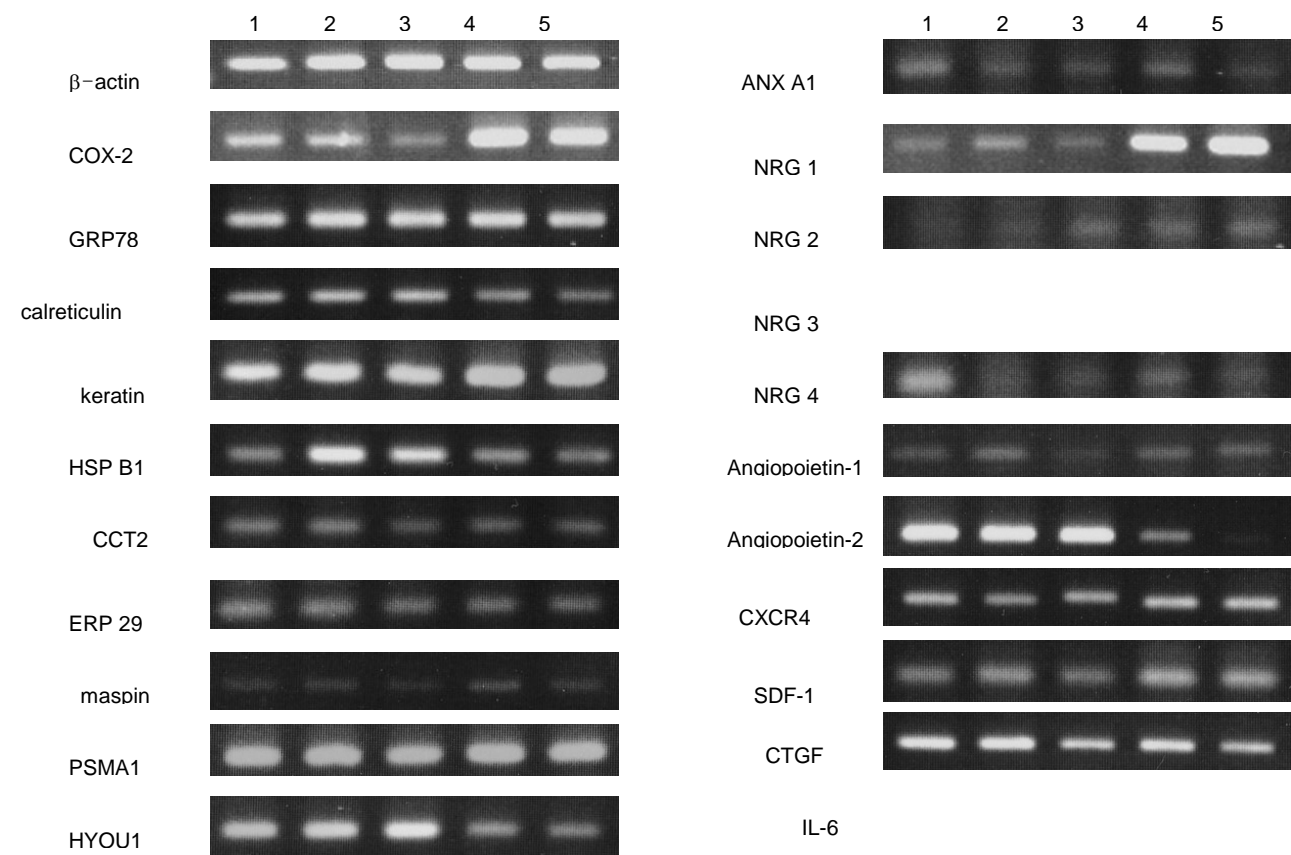 1 2 3 4 5
β-actin
COX-2
GRP78
calreticulin
keratin
HSP B1
CCT2
ERP 29
maspin
PSMA1
HYOU1
1 2 3 4 5
ANX A1
NRG 1
NRG 2
NRG 3
NRG 4
Angiopoietin-1
Angiopoietin-2
CXCR4
SDF-1
CTGF
IL-6